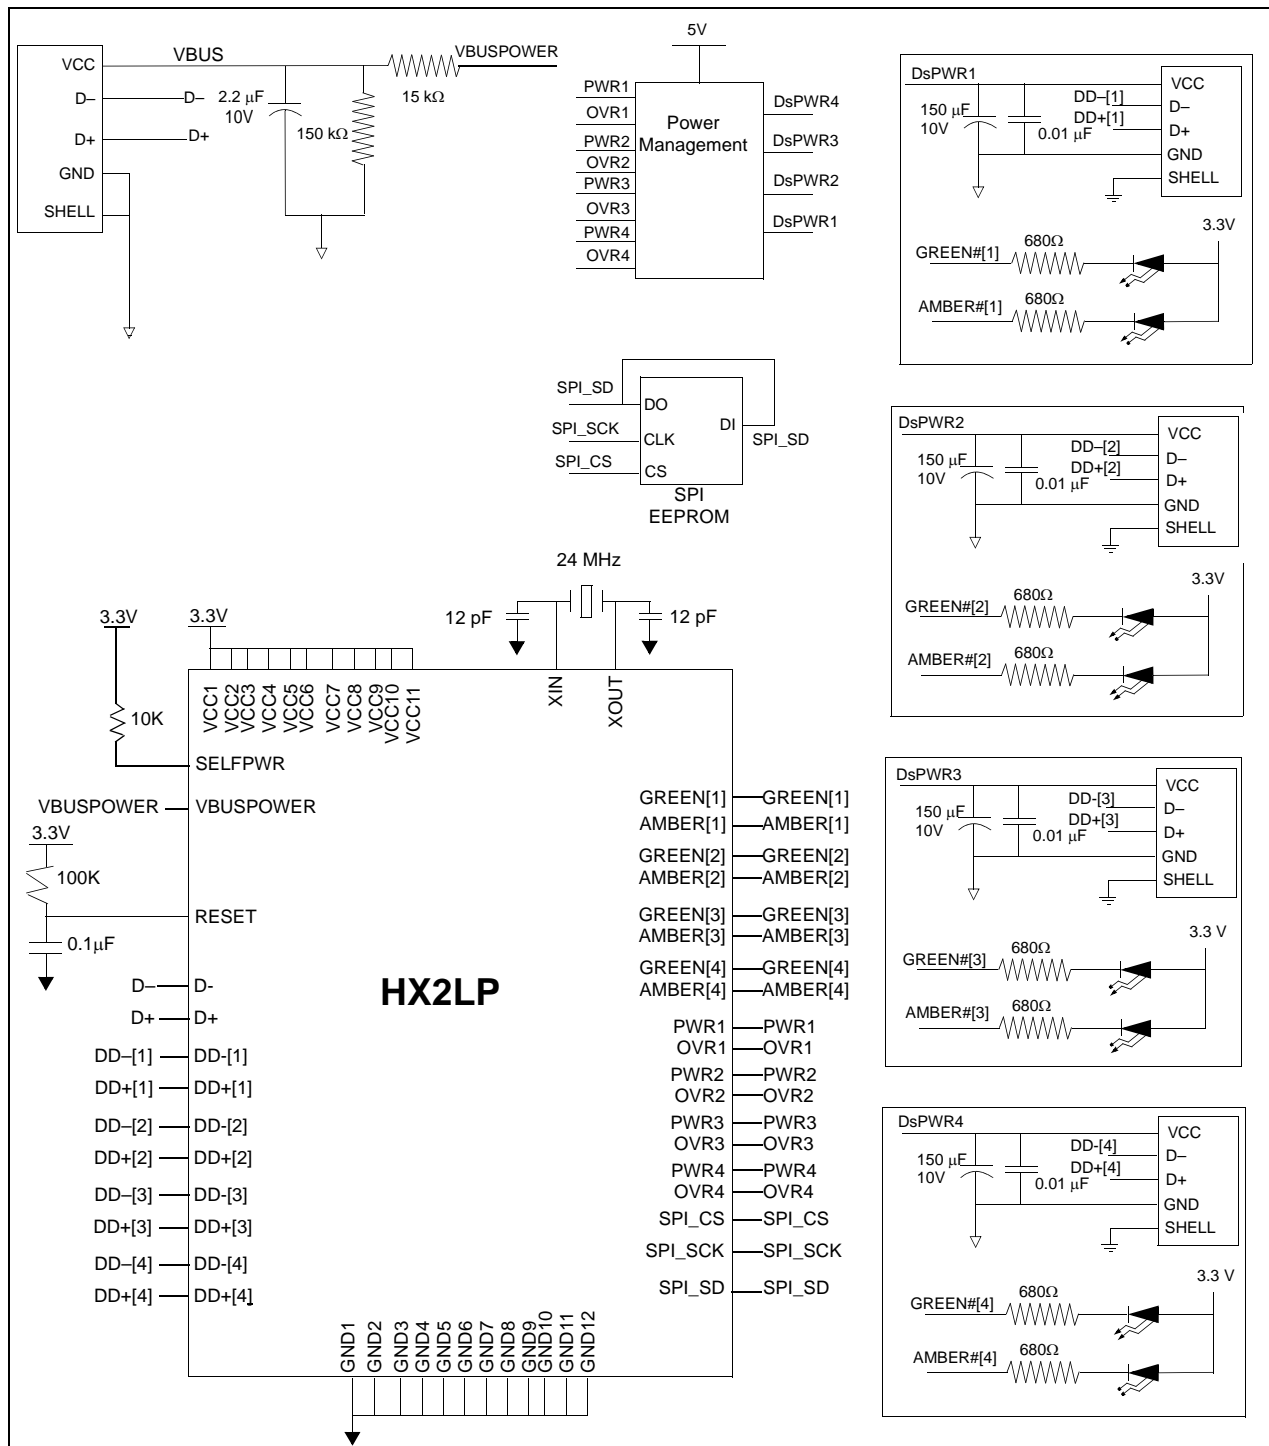 VCC
VBUS
VBUSPOWER
D–
D–
D+
D+
GND
SHELL
2.2 μF
10V
150 kΩ
15 kΩ
5V
PWR1
OVR1
PWR2
OVR2
PWR3
OVR3
PWR4
OVR4
Power
Management
DsPWR4
DsPWR3
DsPWR2
DsPWR1
DsPWR1
150 μF
10V
0.01 μF
DD–[1]
DD+[1]
VCC
D–
D+
GND
SHELL
3.3V
680Ω
GREEN#[1]
680Ω
AMBER#[1]
SPI_SD
SPI_SCK
SPI_CS
DO
CLK
CS
DI
SPI_SD
SPI
EEPROM
DsPWR2
150 μF
10V
0.01 μF
DD–[2]
DD+[2]
VCC
D–
D+
GND
SHELL
3.3V
680Ω
GREEN#[2]
680Ω
AMBER#[2]
24 MHz
12 pF
12 pF
3.3V
3.3V
10K
VCC1
VCC2
VCC3
VCC4
VCC5
VCC6
VCC7
VCC8
VCC9
VCC10
VCC11
XIN
XOUT
SELFPWR
VBUSPOWER
VBUSPOWER
3.3V
100K
RESET
0.1μF
HX2LP
D–
D-
D+
D+
DD–[1]
DD-[1]
DD+[1]
DD+[1]
DD–[2]
DD-[2]
DD+[2]
DD+[2]
DD–[3]
DD-[3]
DD+[3]
DD+[3]
DD–[4]
DD-[4]
DD+[4]
DD+[4]
GREEN[1]
GREEN[1]
AMBER[1]
AMBER[1]
GREEN[2]
GREEN[2]
AMBER[2]
AMBER[2]
GREEN[3]
GREEN[3]
AMBER[3]
AMBER[3]
GREEN[4]
GREEN[4]
AMBER[4]
AMBER[4]
PWR1
PWR1
OVR1
OVR1
PWR2
PWR2
OVR2
OVR2
PWR3
PWR3
OVR3
OVR3
PWR4
PWR4
OVR4
OVR4
SPI_CS
SPI_CS
SPI_SCK
SPI_SCK
SPI_SD
SPI_SD
GND1
GND2
GND3
GND4
GND5
GND6
GND7
GND8
GND9
GND10
GND11
GND12
DsPWR3
150 μF
10V
0.01 μF
DD-[3]
DD+[3]
VCC
D–
D+
GND
SHELL
3.3 V
680Ω
GREEN#[3]
680Ω
AMBER#[3]
DsPWR4
150 μF
10V
0.01 μF
DD-[4]
DD+[4]
VCC
D–
D+
GND
SHELL
3.3 V
680Ω
GREEN#[4]
680Ω
AMBER#[4]